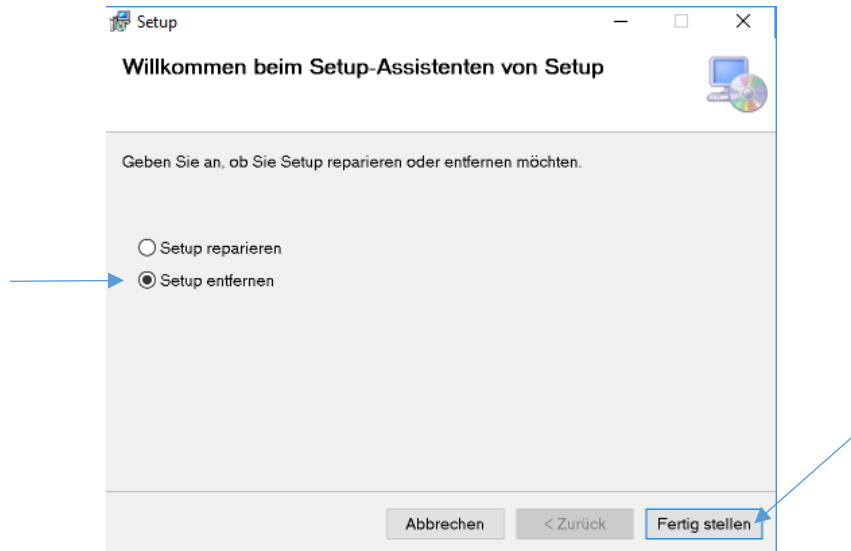 Setup
Willkommen beim Setup-Assistenten von Setup
Geben Sie an, ob Sie Setup reparieren oder entfernen möchten.
Setup reparieren
Setup entfernen
Abbrechen
< Zurück
Fertig stellen